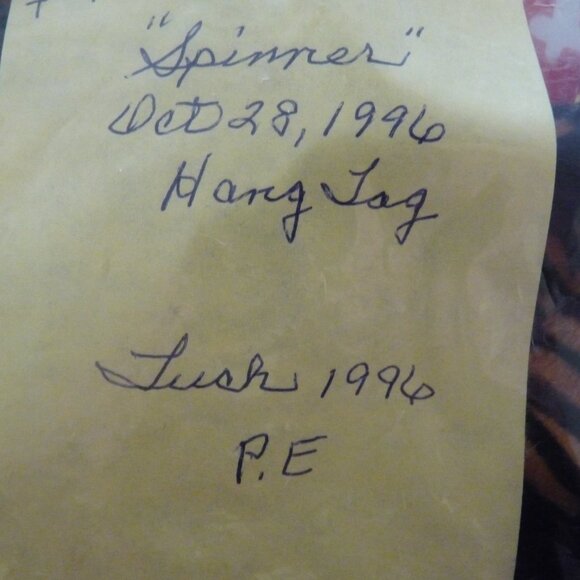 "Spinner"
Oct 28, 1996
Hang Tag
Tush 1996
P.E